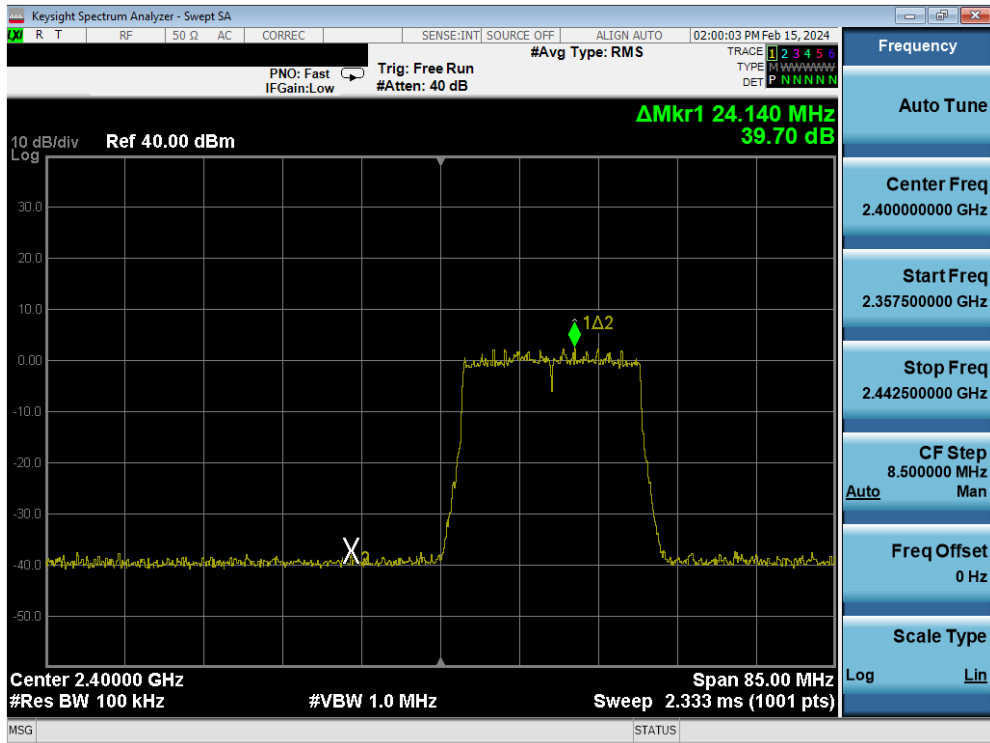 Keysight Spectrum Analyzer - Swept SA
LXI R T RF 50 Ω AC CORREC SENSE:INT SOURCE OFF ALIGN AUTO 02:00:03 PM Feb 15, 2024
#Avg Type: RMS
TRACE 1 2 3 4 5 6
PNO: Fast Trig: Free Run TYPE M W W W W W
IFGain:Low #Atten: 40 dB DET P N N N N N
ΔMkr1 24.140 MHz
39.70 dB
10 dB/div Ref 40.00 dBm
Log
30.0
20.0
10.0
0.00
-10.0
-20.0
-30.0
-40.0
-50.0
1Δ2
X2
Center 2.40000 GHz Span 85.00 MHz
#Res BW 100 kHz #VBW 1.0 MHz Sweep 2.333 ms (1001 pts)
MSG STATUS
Frequency
Auto Tune
Center Freq
2.400000000 GHz
Start Freq
2.357500000 GHz
Stop Freq
2.442500000 GHz
CF Step
8.500000 MHz
Auto Man
Freq Offset
0 Hz
Scale Type
Log Lin